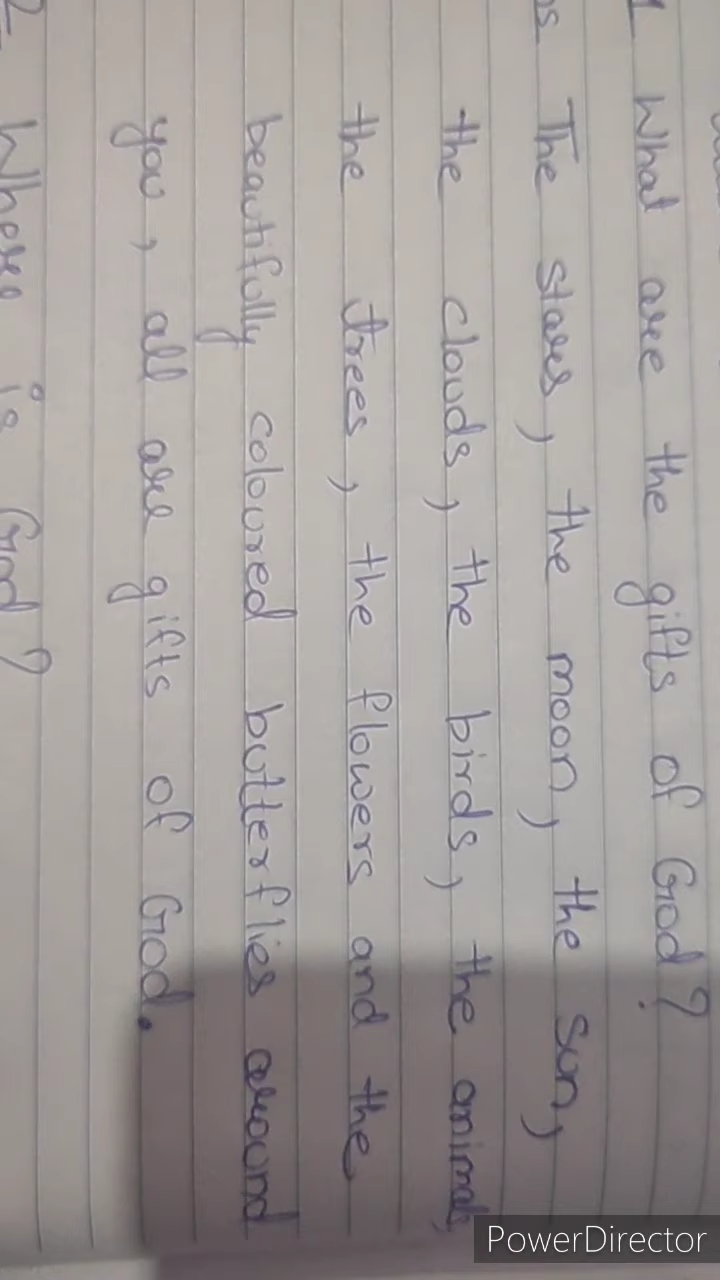 1 What are the gifts of God?
ns The stars, the moon, the sun,
the clouds, the birds, the animals,
the trees, the flowers and the
beautifully coloured butterflies around
you, all are gifts of God.
2 Where is God?
PowerDirector